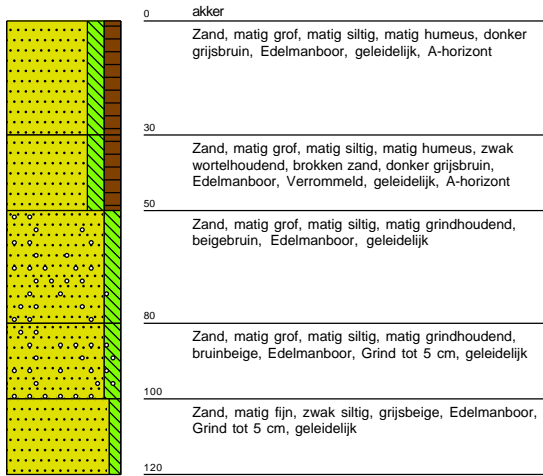 0 akker
Zand, matig grof, matig siltig, matig humeus, donker
grijsbruin, Edelmanboor, geleidelijk, A-horizont
30
Zand, matig grof, matig siltig, matig humeus, zwak
wortelhoudend, brokken zand, donker grijsbruin,
Edelmanboor, Verrommeld, geleidelijk, A-horizont
50
Zand, matig grof, matig siltig, matig grindhoudend,
beigebruin, Edelmanboor, geleidelijk
80
Zand, matig grof, matig siltig, matig grindhoudend,
bruinbeige, Edelmanboor, Grind tot 5 cm, geleidelijk
100
Zand, matig fijn, zwak siltig, grijsbeige, Edelmanboor,
Grind tot 5 cm, geleidelijk
120